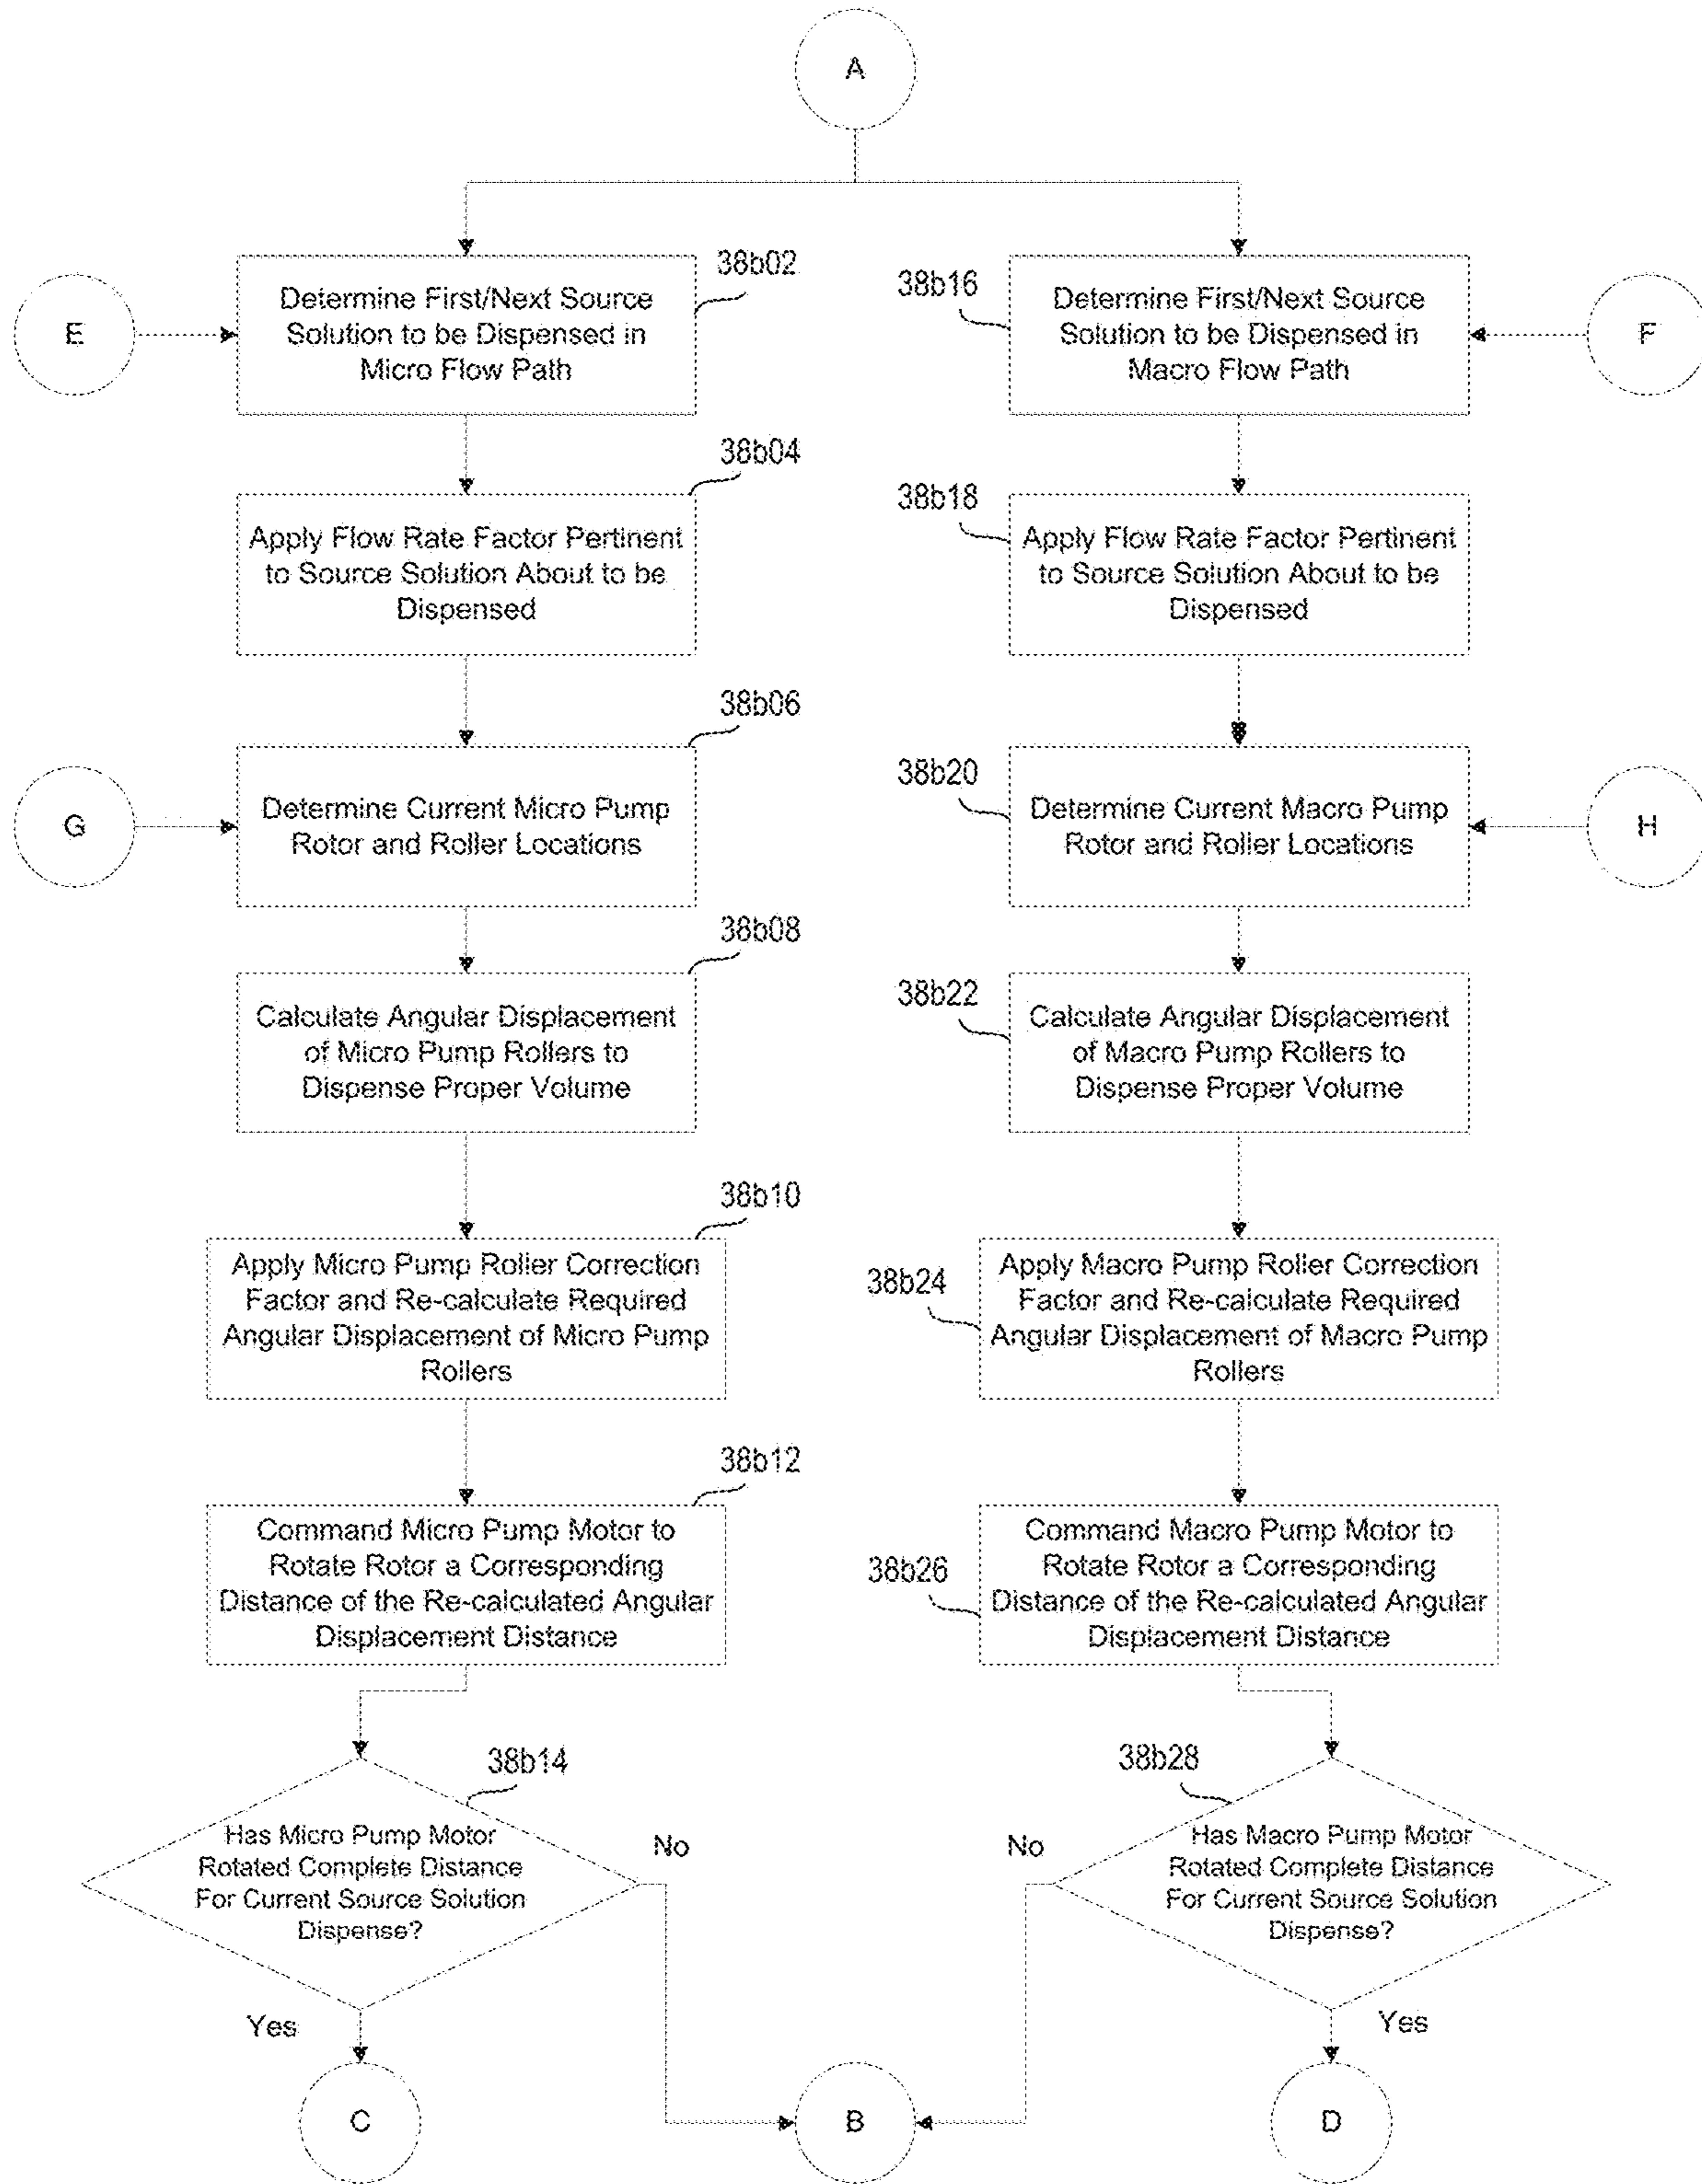 A
38b02
Determine First/Next Source
Solution to be Dispensed in
Micro Flow Path
38b16
Determine First/Next Source
Solution to be Dispensed in
Macro Flow Path
E
F
38b04
Apply Flow Rate Factor Pertinent
to Source Solution About to be
Dispensed
38b18
Apply Flow Rate Factor Pertinent
to Source Solution About to be
Dispensed
38b06
G
Determine Current Micro Pump
Rotor and Roller Locations
38b20
Determine Current Macro Pump
Rotor and Roller Locations
H
38b08
Calculate Angular Displacement
of Micro Pump Rollers to
Dispense Proper Volume
38b22
Calculate Angular Displacement
of Macro Pump Rollers to
Dispense Proper Volume
38b10
Apply Micro Pump Roller Correction
Factor and Re-calculate Required
Angular Displacement of Micro Pump
Rollers
38b24
Apply Macro Pump Roller Correction
Factor and Re-calculate Required
Angular Displacement of Macro Pump
Rollers
38b12
Command Micro Pump Motor to
Rotate Rotor a Corresponding
Distance of the Re-calculated Angular
Displacement Distance
38b26
Command Macro Pump Motor to
Rotate Rotor a Corresponding
Distance of the Re-calculated Angular
Displacement Distance
38b14
Has Micro Pump Motor
Rotated Complete Distance
For Current Source Solution
Dispense?
No
38b28
No
Has Macro Pump Motor
Rotated Complete Distance
For Current Source Solution
Dispense?
Yes
Yes
C
B
D